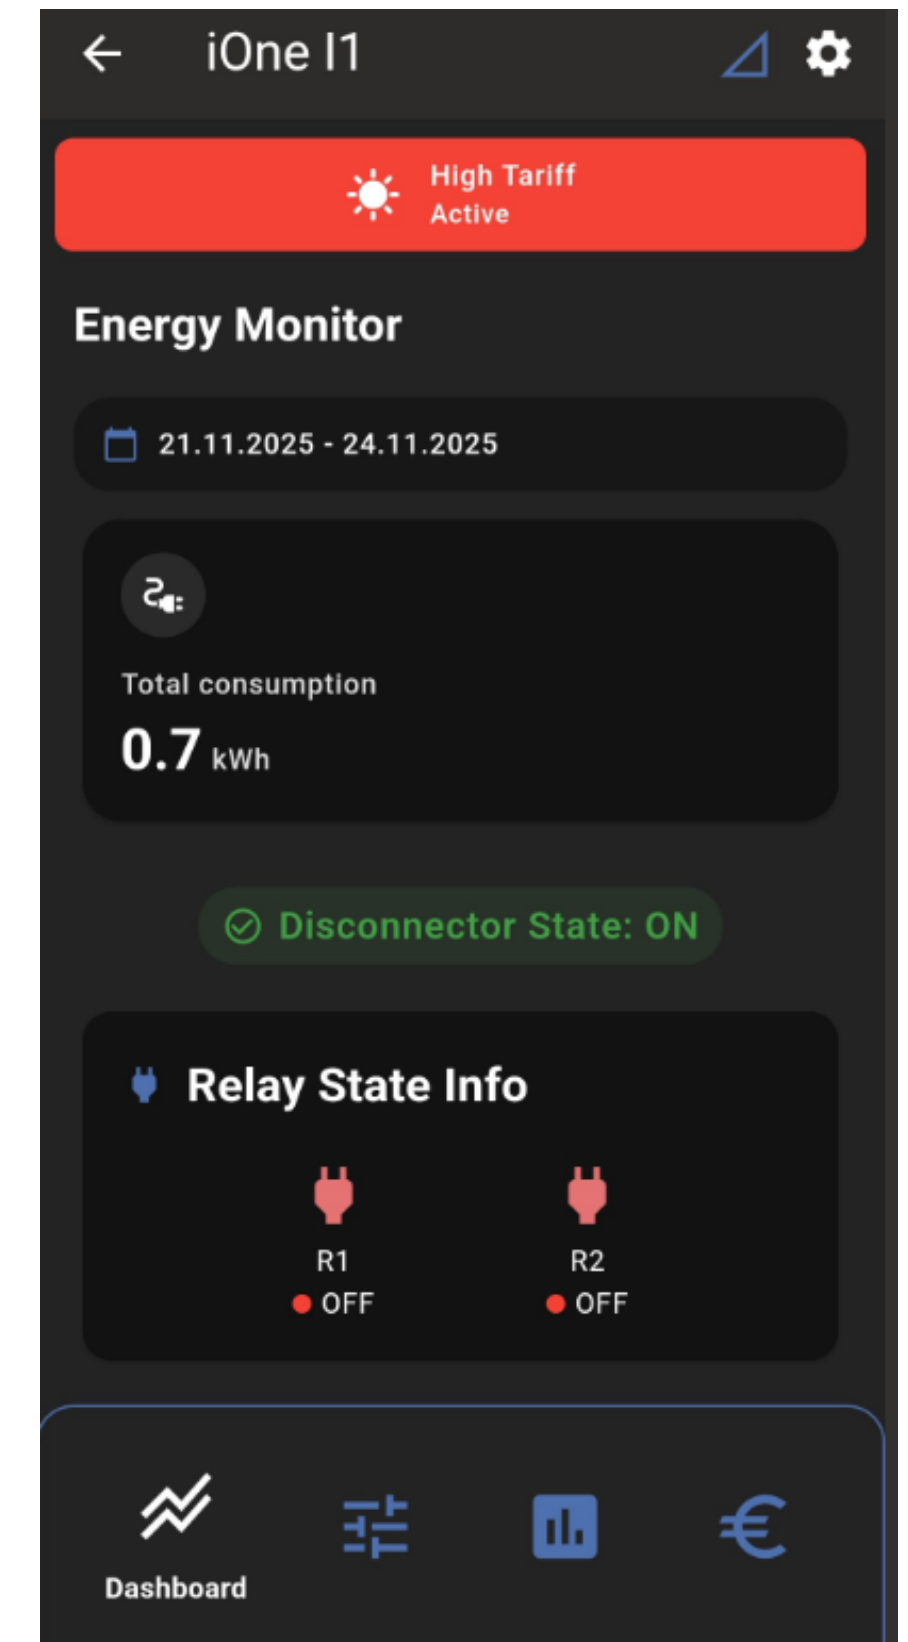 iOne I1
High Tariff
Active
Energy Monitor
21.11.2025 - 24.11.2025
Total consumption
0.7 kWh
Disconnector State: ON
Relay State Info
R1
R2
OFF
OFF
Dashboard